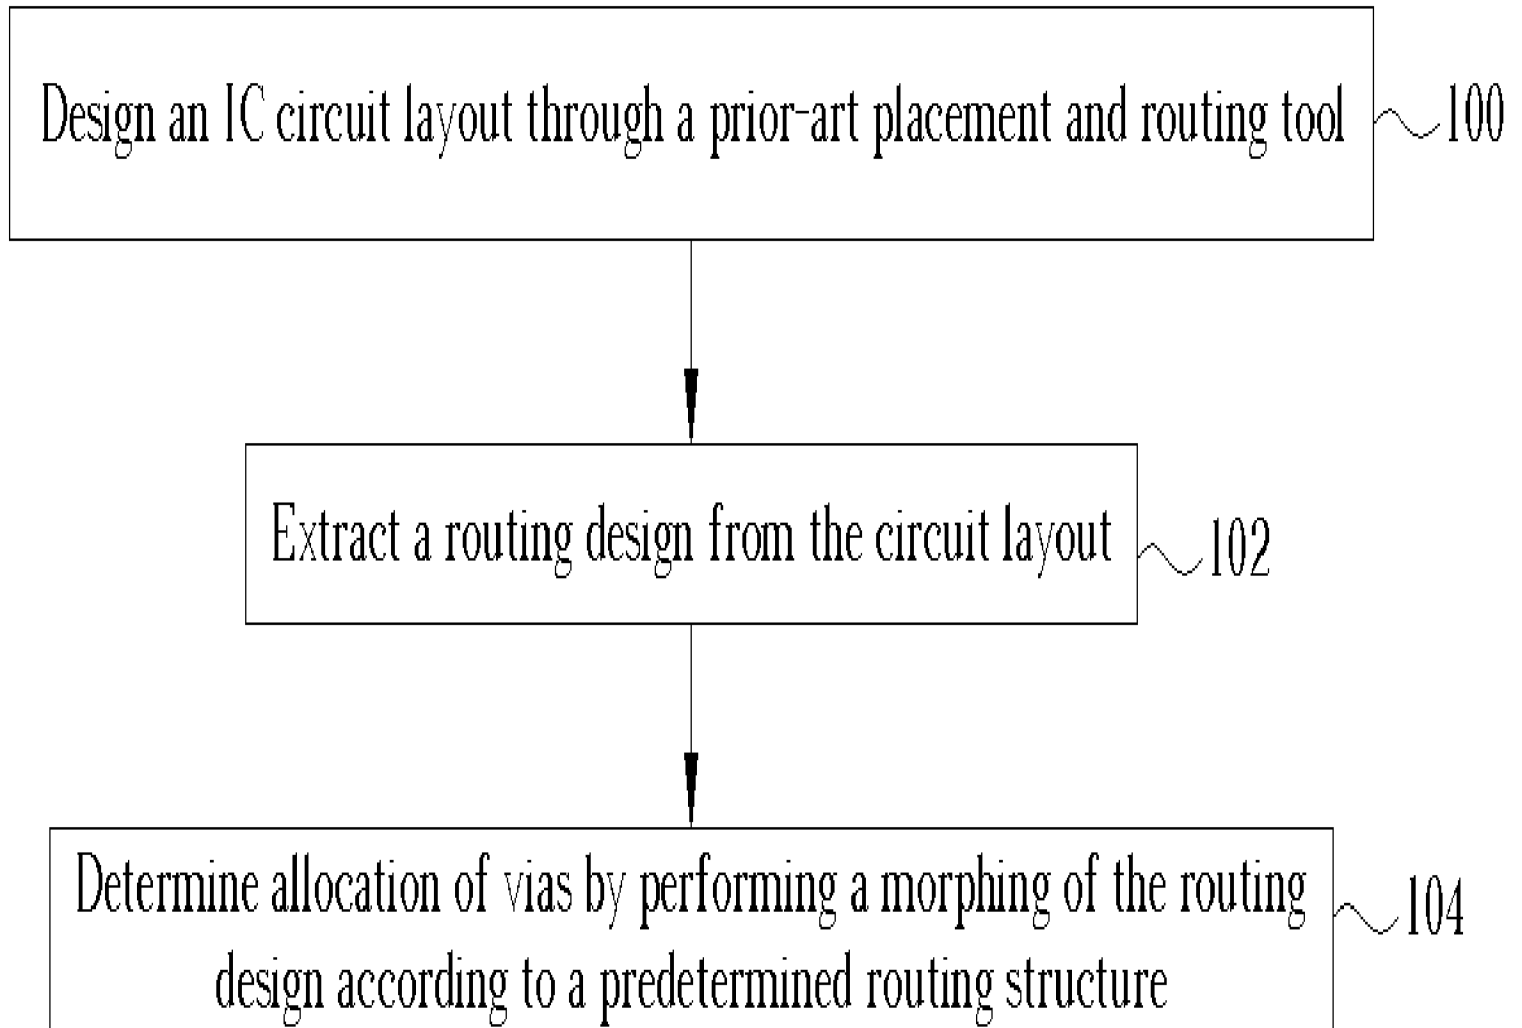 Design an IC circuit layout through a prior-art placement and routing tool
100
Extract a routing design from the circuit layout
102
Determine allocation of vias by performing a morphing of the routing
design according to a predetermined routing structure
104